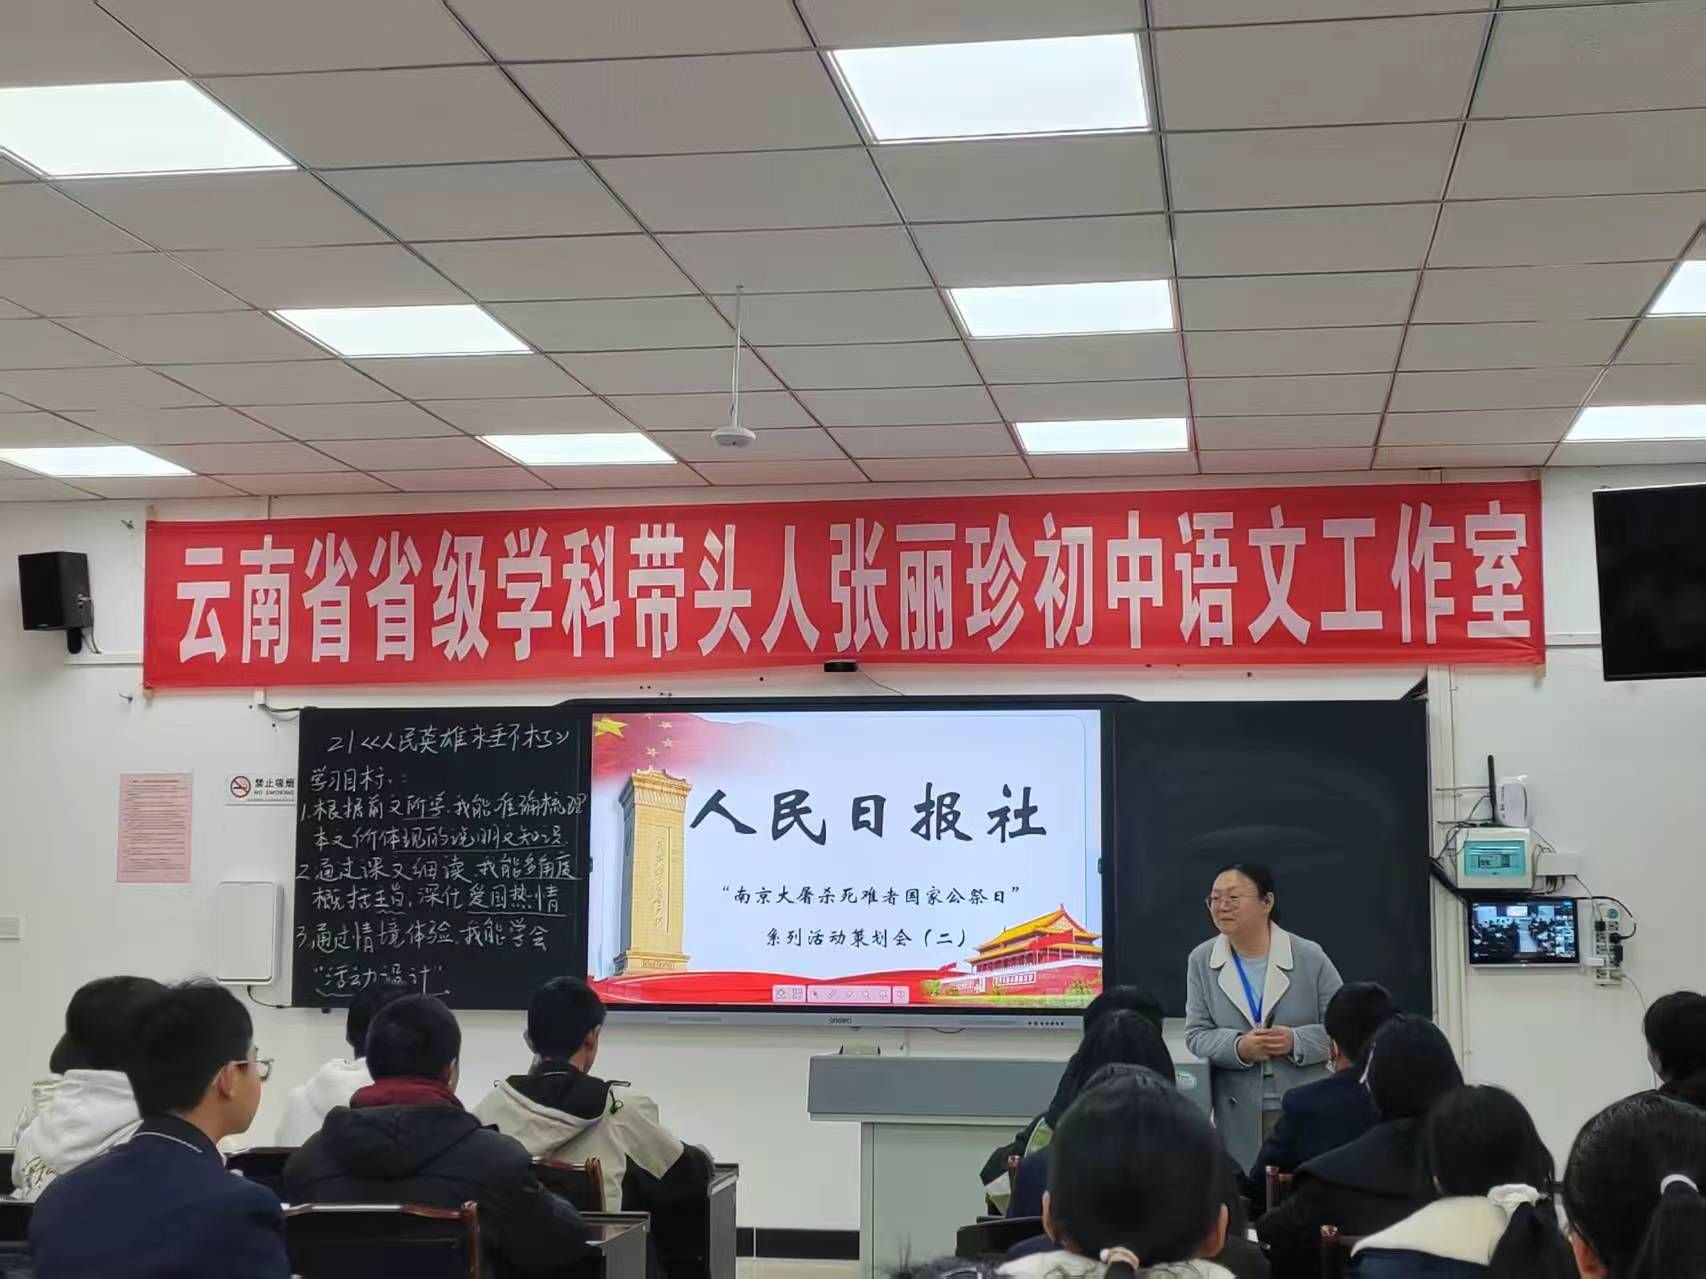 云南省省级学科带头人张丽珍初中语文工作室
21《人民英雄永垂不朽》
学习目标：
1.根据前文所学,我能准确梳理
本文所体现的说明文知识
2.通过课文细读,我能多角度
概括主旨,深化爱国热情
3.通过情境体验,我能学会
"活动设计".
人民日报社
“南京大屠杀死难者国家公祭日”
系列活动策划会（二）
禁止吸烟
NO SMOKING